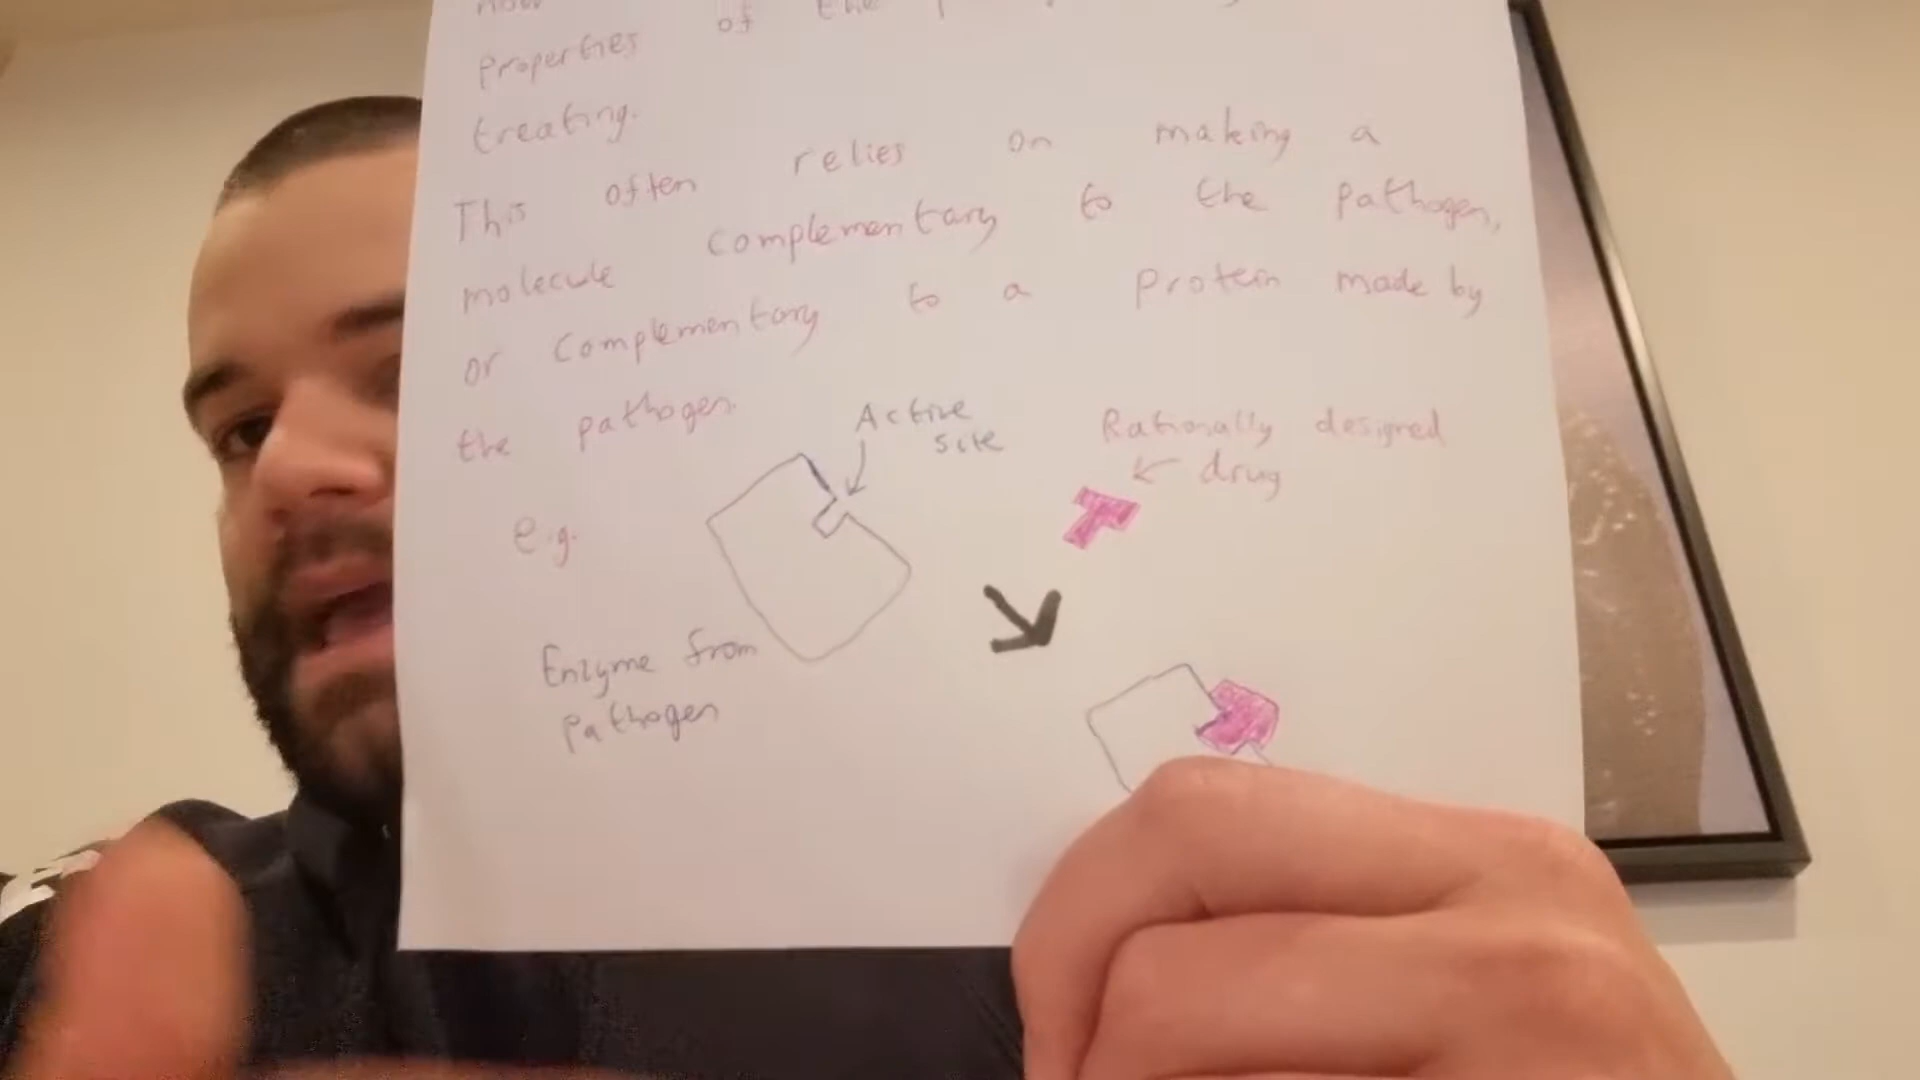 of the
properties
treating.
This often relies on making a
molecule complementary to the pathogen,
or complementary to a protein made by
the pathogen.
Active
site
Rationally designed
drug
e.g.
Enzyme from
pathogen